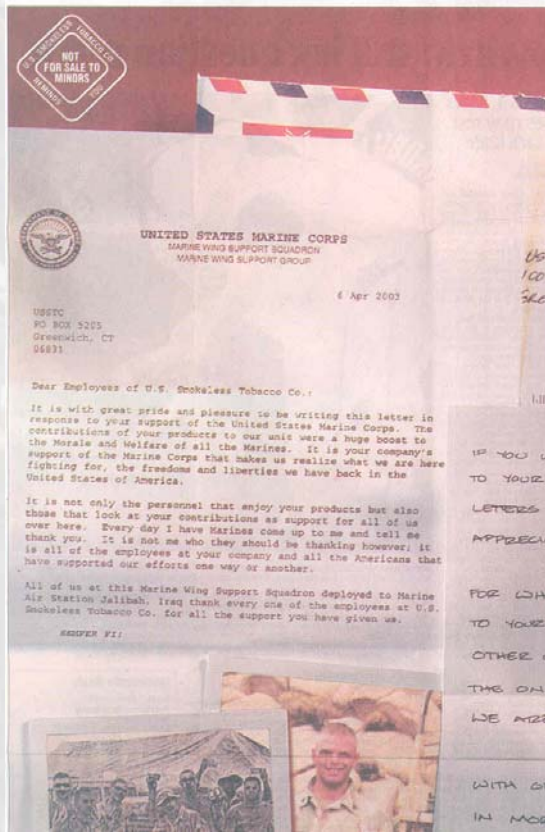 U.S. SMOKELESS TOBACCO CO.
NOT
FOR SALE TO
MINORS
REMINDS YOU
UNITED STATES MARINE CORPS
MARINE WING SUPPORT SQUADRON
MARINE WING SUPPORT GROUP
6 Apr 2003
USSTC
PO BOX 5205
Greenwich, CT
06831
Dear Employees of U.S. Smokeless Tobacco Co.:
It is with great pride and pleasure to be writing this letter in
response to your support of the United States Marine Corps. The
contributions of your products to our unit were a huge boost to
the Morale and Welfare of all the Marines. It is your company's
support of the Marine Corps that makes us realize what we are here
fighting for, the freedoms and liberties we have back in the
United States of America.
It is not only the personnel that enjoy your products but also
those that look at your contributions as support for all of us
over here. Every day I have Marines come up to me and tell me
thank you. It is not me who they should be thanking however; it
is all of the employees at your company and all the Americans that
have supported our efforts one way or another.
All of us at this Marine Wing Support Squadron deployed to Marine
Air Station Jalibah, Iraq thank every one of the employees at U.S.
Smokeless Tobacco Co. for all the support you have given us.
SEMPER FI!
IF YOU
TO YOUR
LETTERS
FOR
TO YOUR
OTHER
THE
WE
WITH
IN